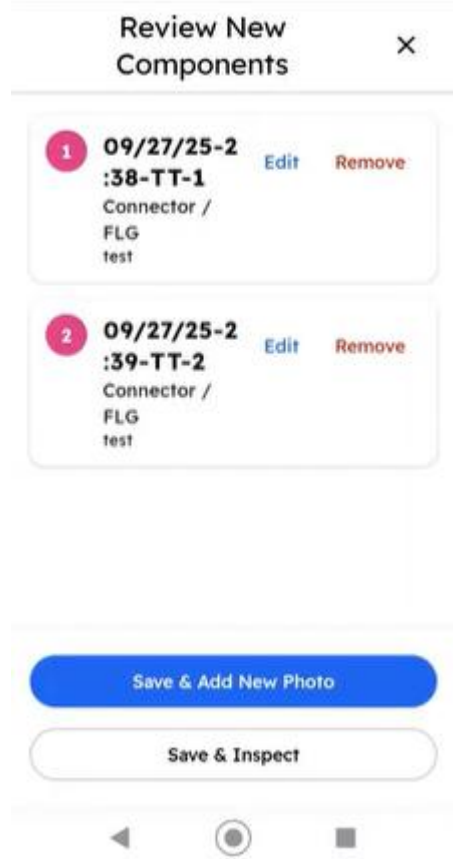 Review New
Components
×
1
09/27/25-2
:38-TT-1
Edit
Remove
Connector /
FLG
test
2
09/27/25-2
:39-TT-2
Edit
Remove
Connector /
FLG
test
Save & Add New Photo
Save & Inspect